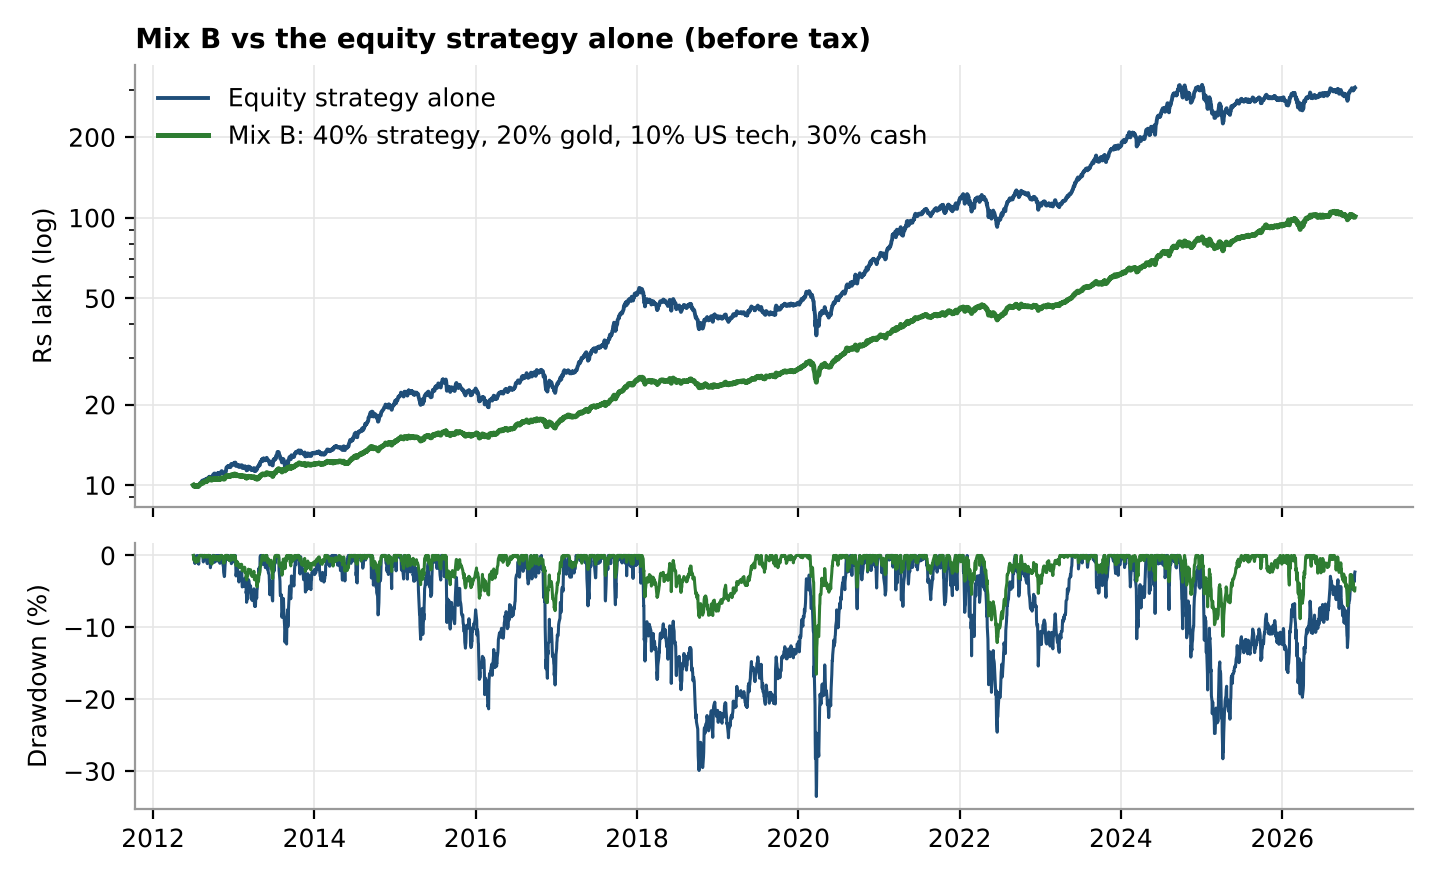 Mix B vs the equity strategy alone (before tax)
Equity strategy alone
Mix B: 40% strategy, 20% gold, 10% US tech, 30% cash
Rs lakh (log)
200
100
50
20
10
Drawdown (%)
0
−10
−20
−30
2012 2014 2016 2018 2020 2022 2024 2026